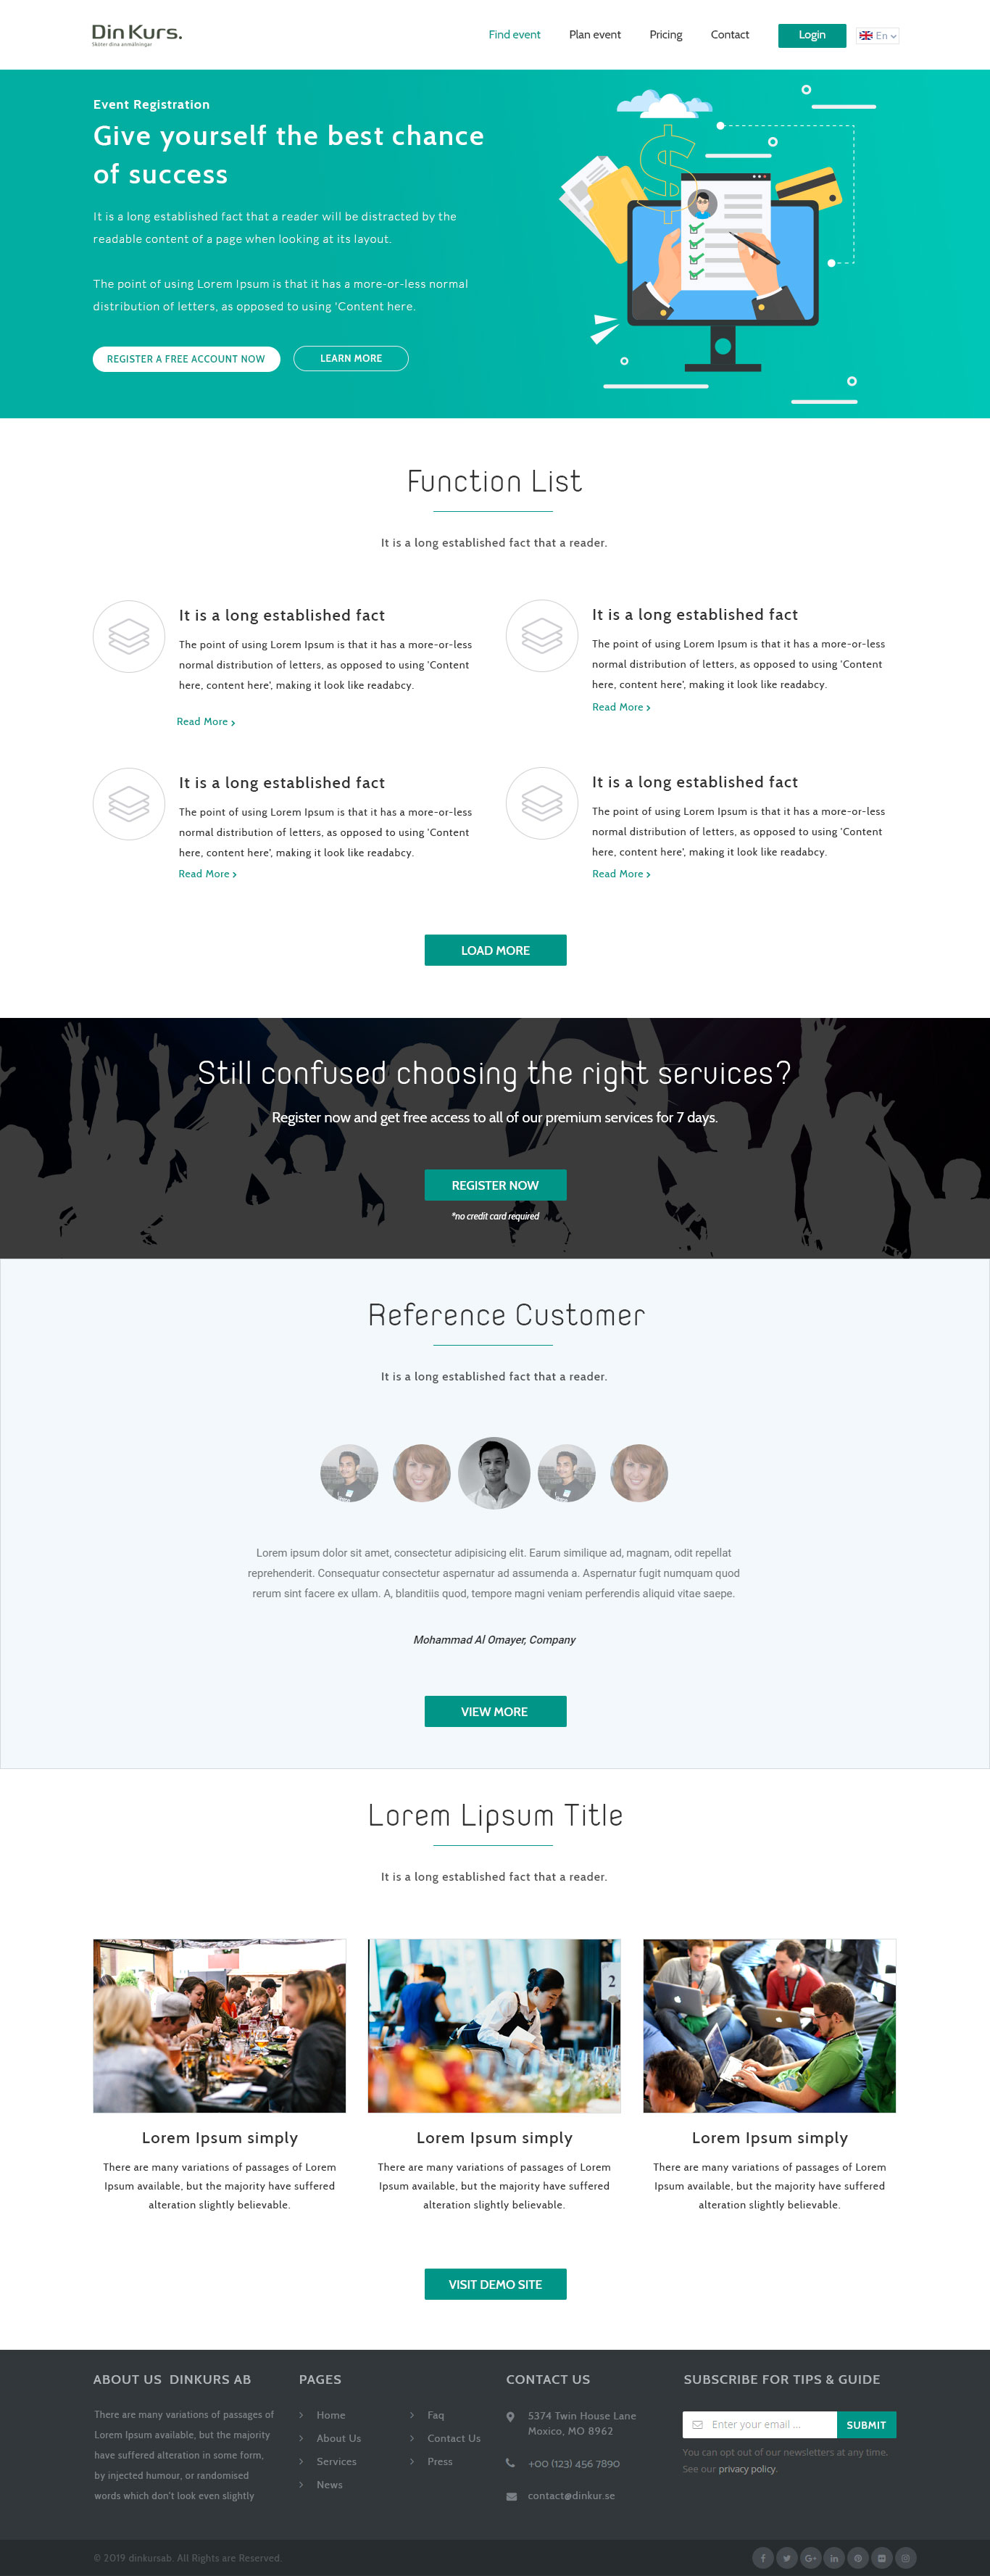 Din Kurs.
Sköter dina anmälningar
Find event
Plan event
Pricing
Contact
Login
En
Event Registration
Give yourself the best chance
of success
It is a long established fact that a reader will be distracted by the
readable content of a page when looking at its layout.
The point of using Lorem Ipsum is that it has a more-or-less normal
distribution of letters, as opposed to using 'Content here.
REGISTER A FREE ACCOUNT NOW
LEARN MORE
$
Function List
It is a long established fact that a reader.
It is a long established fact
The point of using Lorem Ipsum is that it has a more-or-less
normal distribution of letters, as opposed to using 'Content
here, content here', making it look like readabcy.
Read More
It is a long established fact
The point of using Lorem Ipsum is that it has a more-or-less
normal distribution of letters, as opposed to using 'Content
here, content here', making it look like readabcy.
Read More
It is a long established fact
The point of using Lorem Ipsum is that it has a more-or-less
normal distribution of letters, as opposed to using 'Content
here, content here', making it look like readabcy.
Read More
It is a long established fact
The point of using Lorem Ipsum is that it has a more-or-less
normal distribution of letters, as opposed to using 'Content
here, content here', making it look like readabcy.
Read More
LOAD MORE
Still confused choosing the right services?
Register now and get free access to all of our premium services for 7 days.
REGISTER NOW
*no credit card required
Reference Customer
It is a long established fact that a reader.
Lorem ipsum dolor sit amet, consectetur adipisicing elit. Earum similique ad, magnam, odit repellat
reprehenderit. Consequatur consectetur aspernatur ad assumenda a. Aspernatur fugit numquam quod
rerum sint facere ex ullam. A, blanditiis quod, tempore magni veniam perferendis aliquid vitae saepe.
Mohammad Al Omayer, Company
VIEW MORE
Lorem Lipsum Title
It is a long established fact that a reader.
2
Lorem Ipsum simply
There are many variations of passages of Lorem
Ipsum available, but the majority have suffered
alteration slightly believable.
Lorem Ipsum simply
There are many variations of passages of Lorem
Ipsum available, but the majority have suffered
alteration slightly believable.
Lorem Ipsum simply
There are many variations of passages of Lorem
Ipsum available, but the majority have suffered
alteration slightly believable.
VISIT DEMO SITE
ABOUT US DINKURS AB
There are many variations of passages of
Lorem Ipsum available, but the majority
have suffered alteration in some form,
by injected humour, or randomised
words which don't look even slightly
PAGES
Home
About Us
Services
News
Faq
Contact Us
Press
CONTACT US
5374 Twin House Lane
Moxico, MO 8962
+00 (123) 456 7890
contact@dinkur.se
SUBSCRIBE FOR TIPS & GUIDE
Enter your email ...
SUBMIT
You can opt out of our newsletters at any time.
See our privacy policy.
© 2019 dinkursab. All Rights are Reserved.